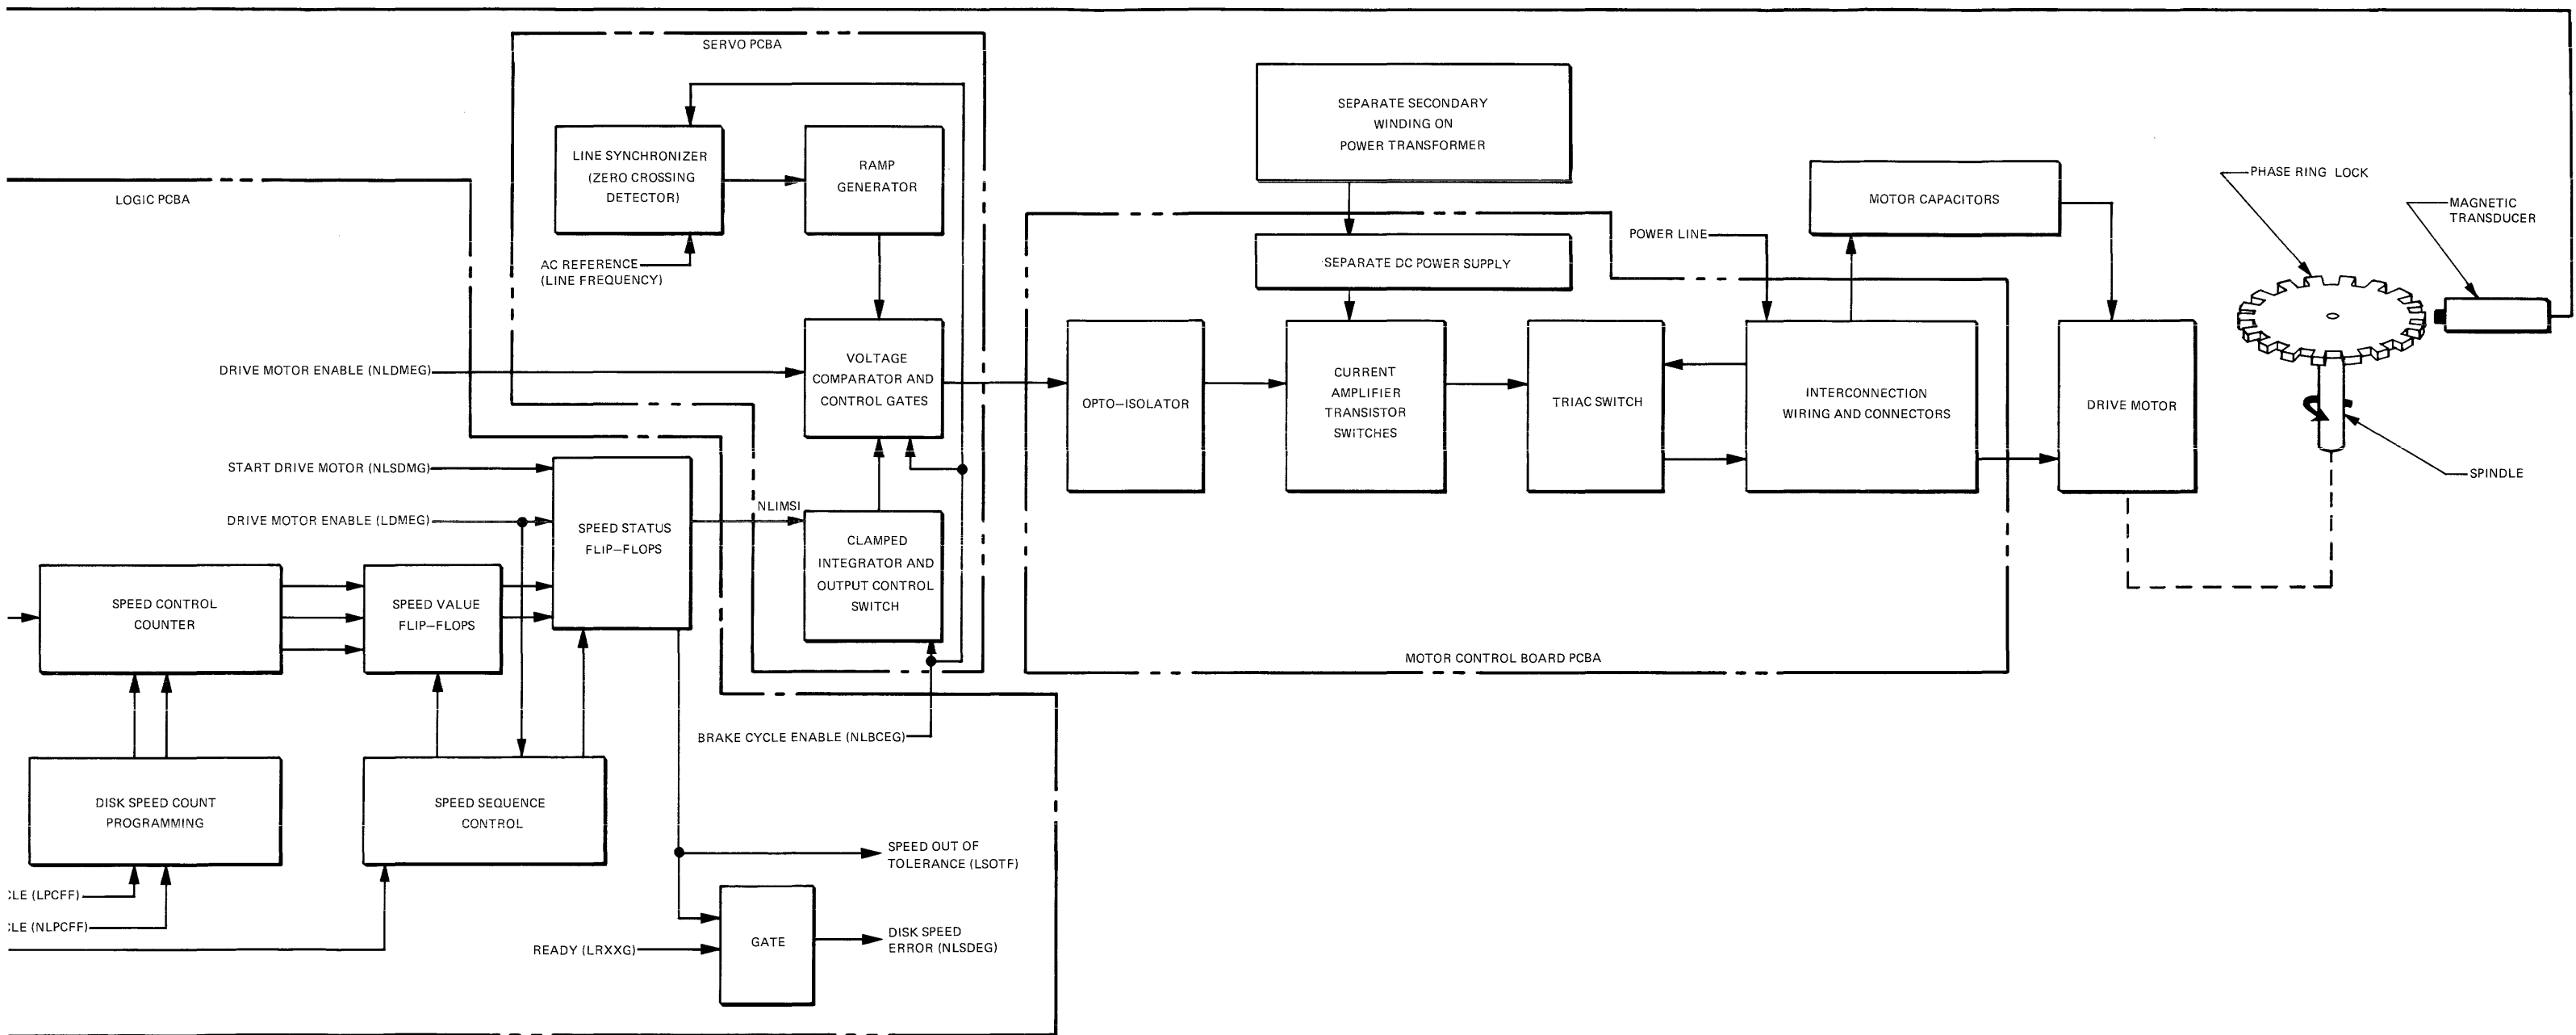 SERVO PCBA
LOGIC PCBA
LINE SYNCHRONIZER
(ZERO CROSSING
DETECTOR)
RAMP
GENERATOR
AC REFERENCE
(LINE FREQUENCY)
SEPARATE SECONDARY
WINDING ON
POWER TRANSFORMER
SEPARATE DC POWER SUPPLY
POWER LINE
MOTOR CAPACITORS
PHASE RING LOCK
MAGNETIC
TRANSDUCER
DRIVE MOTOR ENABLE (NLDMEG)
VOLTAGE
COMPARATOR AND
CONTROL GATES
OPTO-ISOLATOR
CURRENT
AMPLIFIER
TRANSISTOR
SWITCHES
TRIAC SWITCH
INTERCONNECTION
WIRING AND CONNECTORS
DRIVE MOTOR
SPINDLE
START DRIVE MOTOR (NLSDMG)
DRIVE MOTOR ENABLE (LDMEG)
SPEED STATUS
FLIP-FLOPS
NLIMSI
CLAMPED
INTEGRATOR AND
OUTPUT CONTROL
SWITCH
SPEED CONTROL
COUNTER
SPEED VALUE
FLIP-FLOPS
MOTOR CONTROL BOARD PCBA
BRAKE CYCLE ENABLE (NLBCEG)
DISK SPEED COUNT
PROGRAMMING
SPEED SEQUENCE
CONTROL
SPEED OUT OF
TOLERANCE (LSOTF)
CLE (LPCFF)
CLE (NLPCFF)
READY (LRXXG)
GATE
DISK SPEED
ERROR (NLSDEG)